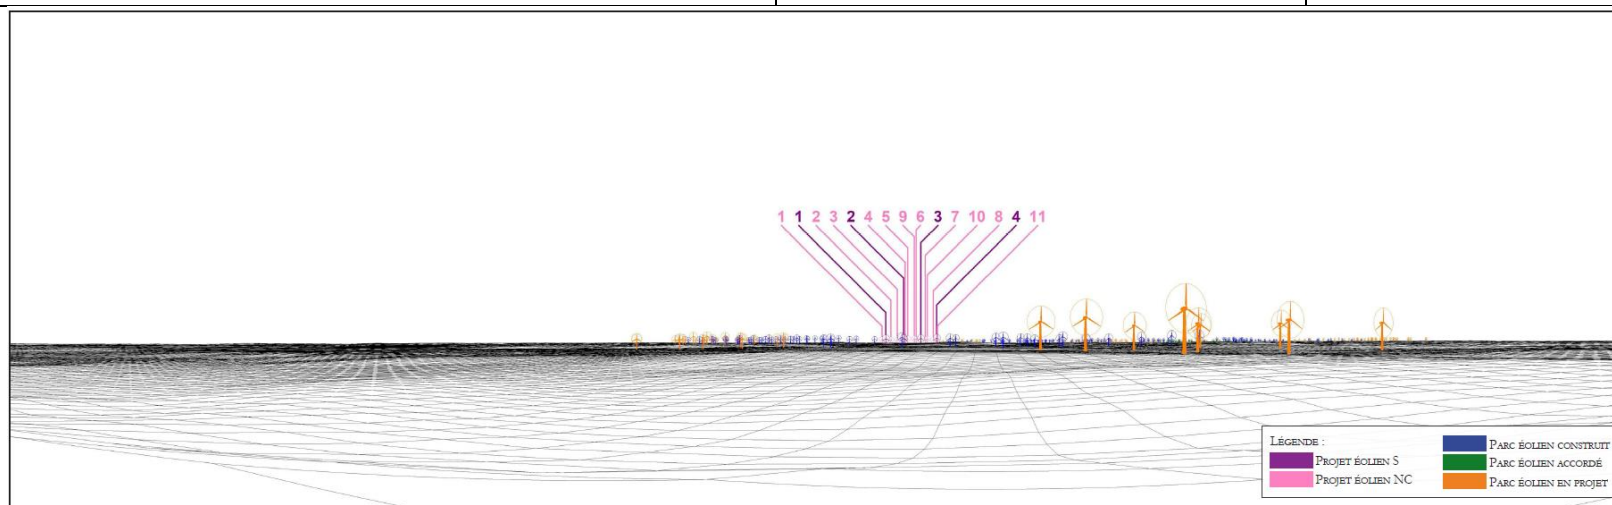 1 1 2 3 2 4 5 9 6 3 7 10 8 4 11
LÉGENDE :
PROJET ÉOLIEN S
PROJET ÉOLIEN NC
PARC ÉOLIEN CONSTRUIT
PARC ÉOLIEN ACCORDÉ
PARC ÉOLIEN EN PROJET